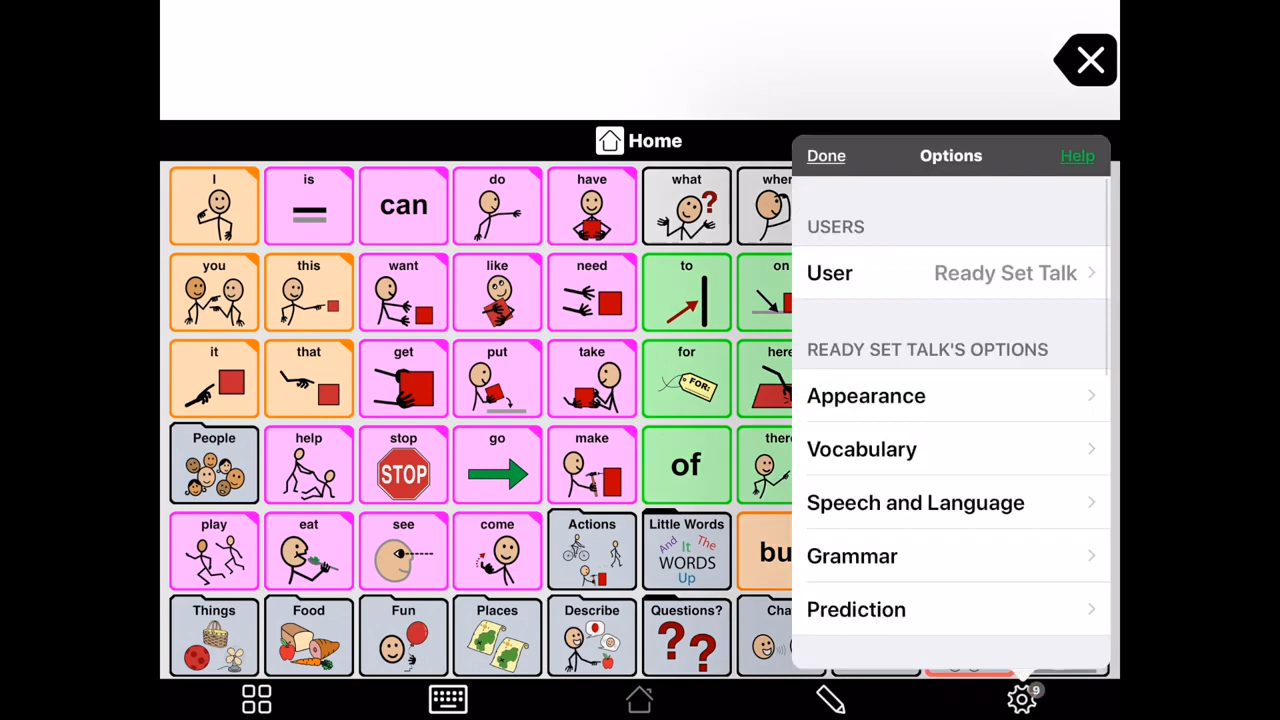 Home
Done
Options
Help
I
is
can
do
have
what
USERS
User
Ready Set Talk
you
this
want
like
need
to
on
READY SET TALK'S OPTIONS
it
that
get
put
take
for
FOR:
Appearance
Vocabulary
People
help
stop
STOP
go
make
of
Speech and Language
play
eat
see
come
Actions
Little Words
And
It
The
WORDS
Up
Grammar
Things
Food
Fun
Places
Describe
Questions?
Prediction
9